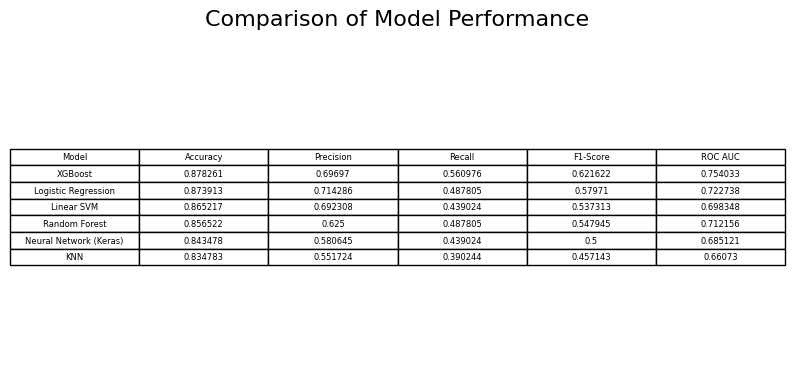 Comparison of Model Performance
Model Accuracy Precision Recall F1-Score ROC AUC
XGBoost 0.878261 0.69697 0.560976 0.621622 0.754033
Logistic Regression 0.873913 0.714286 0.487805 0.57971 0.722738
Linear SVM 0.865217 0.692308 0.439024 0.537313 0.698348
Random Forest 0.856522 0.625 0.487805 0.547945 0.712156
Neural Network (Keras) 0.843478 0.580645 0.439024 0.5 0.685121
KNN 0.834783 0.551724 0.390244 0.457143 0.66073